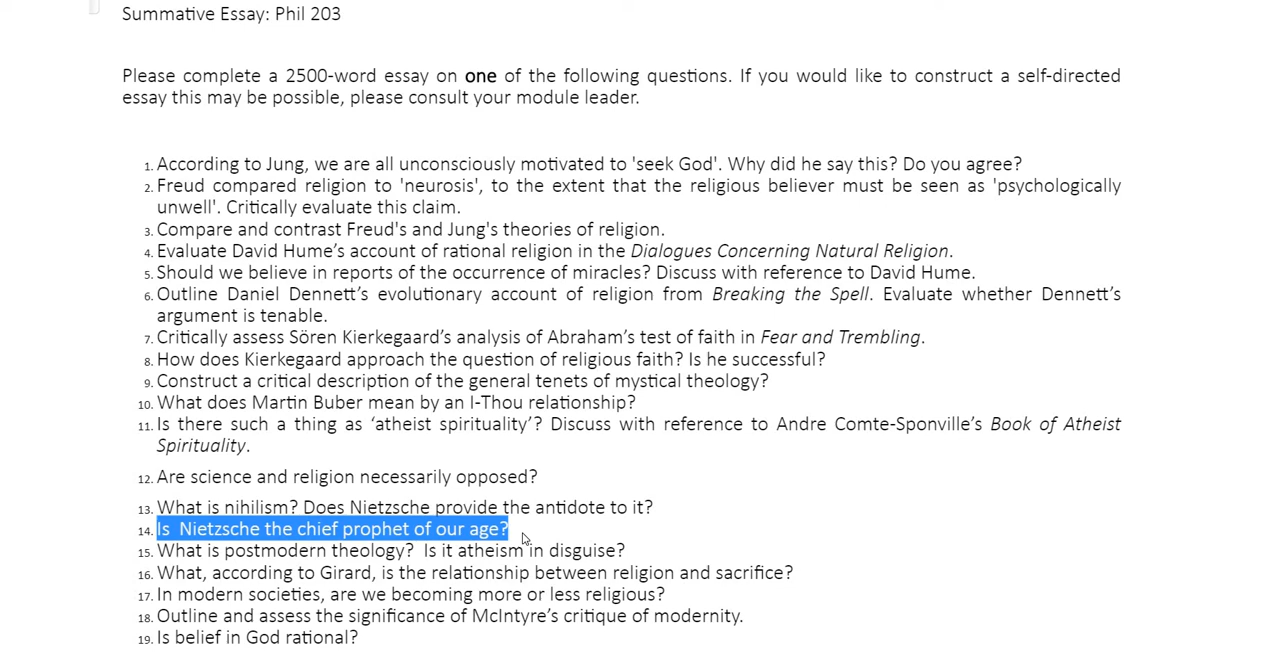 Summative Essay: Phil 203
Please complete a 2500-word essay on one of the following questions. If you would like to construct a self-directed
essay this may be possible, please consult your module leader.
1. According to Jung, we are all unconsciously motivated to 'seek God'. Why did he say this? Do you agree?
2. Freud compared religion to 'neurosis', to the extent that the religious believer must be seen as 'psychologically
unwell'. Critically evaluate this claim.
3. Compare and contrast Freud's and Jung's theories of religion.
4. Evaluate David Hume’s account of rational religion in the Dialogues Concerning Natural Religion.
5. Should we believe in reports of the occurrence of miracles? Discuss with reference to David Hume.
6. Outline Daniel Dennett’s evolutionary account of religion from Breaking the Spell. Evaluate whether Dennett’s
argument is tenable.
7. Critically assess Sören Kierkegaard’s analysis of Abraham’s test of faith in Fear and Trembling.
8. How does Kierkegaard approach the question of religious faith? Is he successful?
9. Construct a critical description of the general tenets of mystical theology?
10. What does Martin Buber mean by an I-Thou relationship?
11. Is there such a thing as ‘atheist spirituality’? Discuss with reference to Andre Comte-Sponville’s Book of Atheist
Spirituality.
12. Are science and religion necessarily opposed?
13. What is nihilism? Does Nietzsche provide the antidote to it?
14. Is  Nietzsche the chief prophet of our age?
15. What is postmodern theology?  Is it atheism in disguise?
16. What, according to Girard, is the relationship between religion and sacrifice?
17. In modern societies, are we becoming more or less religious?
18. Outline and assess the significance of McIntyre’s critique of modernity.
19. Is belief in God rational?